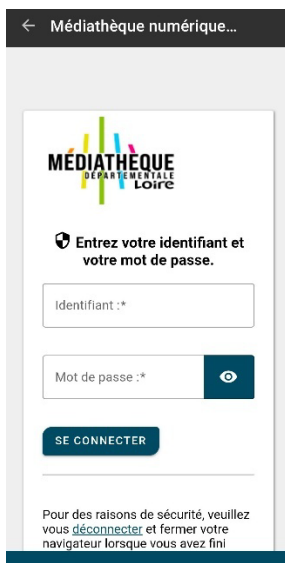 Médiathèque numérique...
MÉDIATHÈQUE
DÉPARTEMENTALE
Loire
Entrez votre identifiant et
votre mot de passe.
Identifiant :*
Mot de passe :*
SE CONNECTER
Pour des raisons de sécurité, veuillez
vous déconnecter et fermer votre
navigateur lorsque vous avez fini